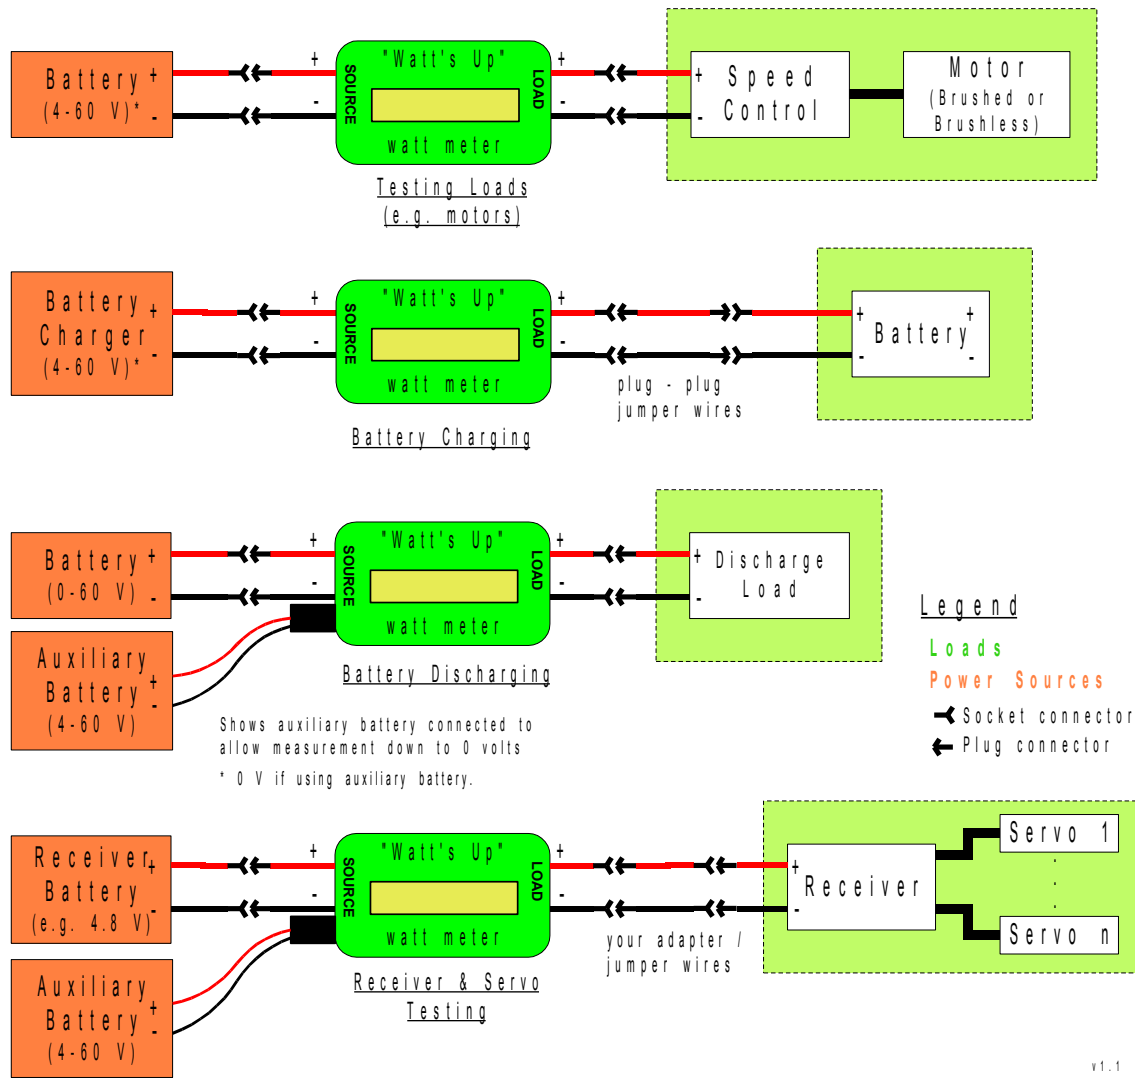 Battery +
(4-60 V)* -
+
-
SOURCE
"Watt's Up"
watt meter
LOAD
+
-
+
-
Speed
Control
Motor
(Brushed or
Brushless)
Testing Loads
(e.g. motors)
Battery +
Charger
(4-60 V)* -
+
-
SOURCE
"Watt's Up"
watt meter
LOAD
+
-
plug - plug
jumper wires
+ +
Battery
- -
Battery Charging
Battery +
(0-60 V) -
+
-
SOURCE
"Watt's Up"
watt meter
LOAD
+
-
+
-
Discharge
Load
Auxiliary
Battery +
(4-60 V) -
Battery Discharging
Shows auxiliary battery connected to
allow measurement down to 0 volts
* 0 V if using auxiliary battery.
Legend
Loads
Power Sources
Socket connector
Plug connector
Receiver +
Battery
(e.g. 4.8 V) -
+
-
SOURCE
"Watt's Up"
watt meter
LOAD
+
-
your adapter /
jumper wires
+
-
Receiver
Servo 1
.
.
.
Servo n
Auxiliary
Battery +
(4-60 V) -
Receiver & Servo
Testing
v1.1